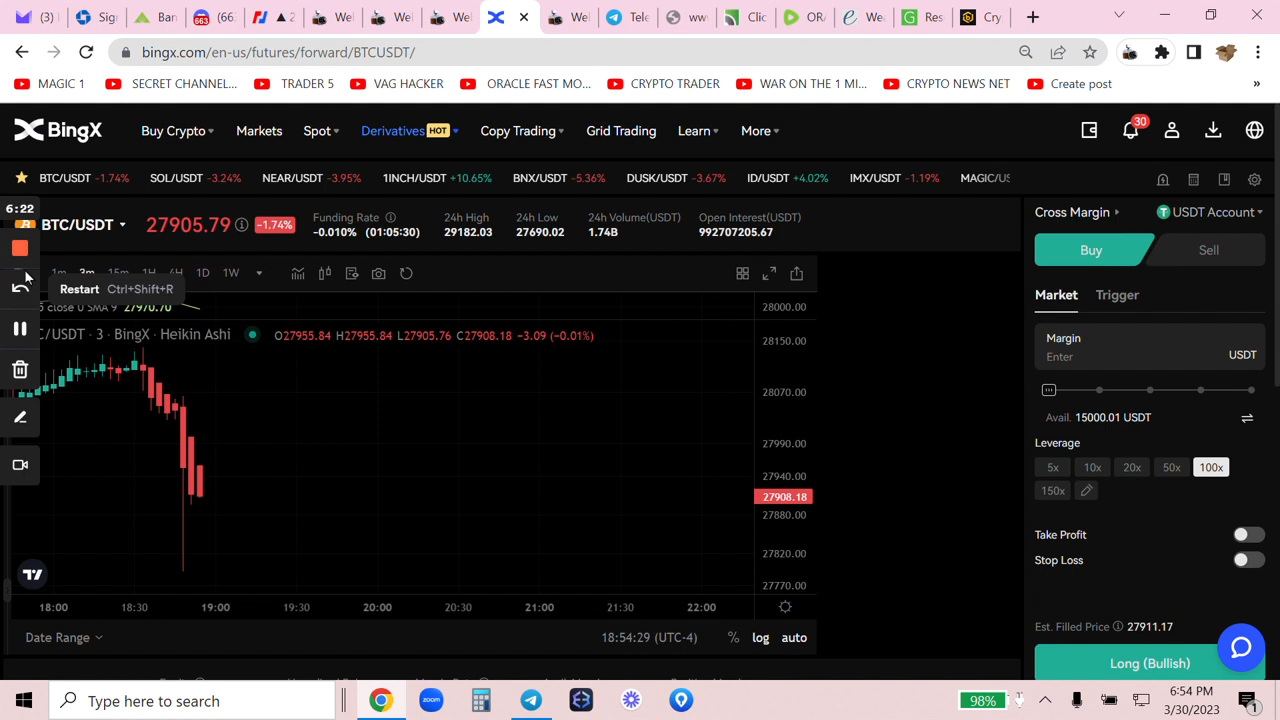 (3)
Sign
Ban
663
(66
▲ 2
We
We
We
We
Tele
www
Clic
OR
We
Res
Cry
bingx.com/en-us/futures/forward/BTCUSDT/
MAGIC 1
SECRET CHANNEL...
TRADER 5
VAG HACKER
ORACLE FAST MO...
CRYPTO TRADER
WAR ON THE 1 MI...
CRYPTO NEWS NET
Create post
»
BingX
Buy Crypto
Markets
Spot
Derivatives HOT
Copy Trading
Grid Trading
Learn
More
30
BTC/USDT -1.74%
SOL/USDT -3.24%
NEAR/USDT -3.95%
1INCH/USDT +10.65%
BNX/USDT -5.36%
DUSK/USDT -3.67%
ID/USDT +4.02%
IMX/USDT -1.19%
MAGIC/US
6:22
BTC/USDT
27905.79
-1.74%
Funding Rate
-0.010% (01:05:30)
24h High
29182.03
24h Low
27690.02
24h Volume(USDT)
1.74B
Open Interest(USDT)
992707205.67
1m 3m 15m 1H 4H 1D 1W
Restart Ctrl+Shift+R
5 close 0 SMA 9 27970.70
C/USDT · 3 · BingX · Heikin Ashi
O27955.84 H27955.84 L27905.76 C27908.18 -3.09 (-0.01%)
28000.00
28150.00
28070.00
27990.00
27940.00
27908.18
27880.00
27820.00
27770.00
18:00 18:30 19:00 19:30 20:00 20:30 21:00 21:30 22:00
Date Range
18:54:29 (UTC-4)
% log auto
Cross Margin
USDT Account
Buy
Sell
Market
Trigger
Margin
Enter
USDT
Avail. 15000.01 USDT
Leverage
5x 10x 20x 50x 100x
150x
Take Profit
Stop Loss
Est. Filled Price 27911.17
Long (Bullish)
Type here to search
zoom
98%
6:54 PM
3/30/2023
1